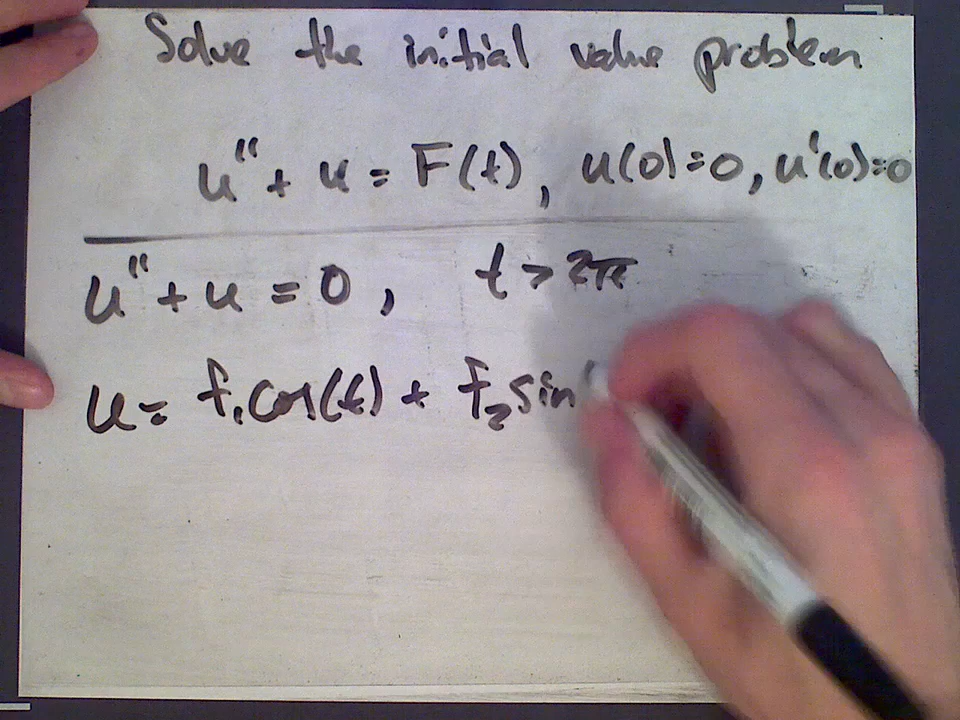 Solve the initial value problem
u" + u = F(t), u(0)=0, u'(0)=0
u" + u = 0, t > 2π
u = f₁cos(t) + f₂sin(